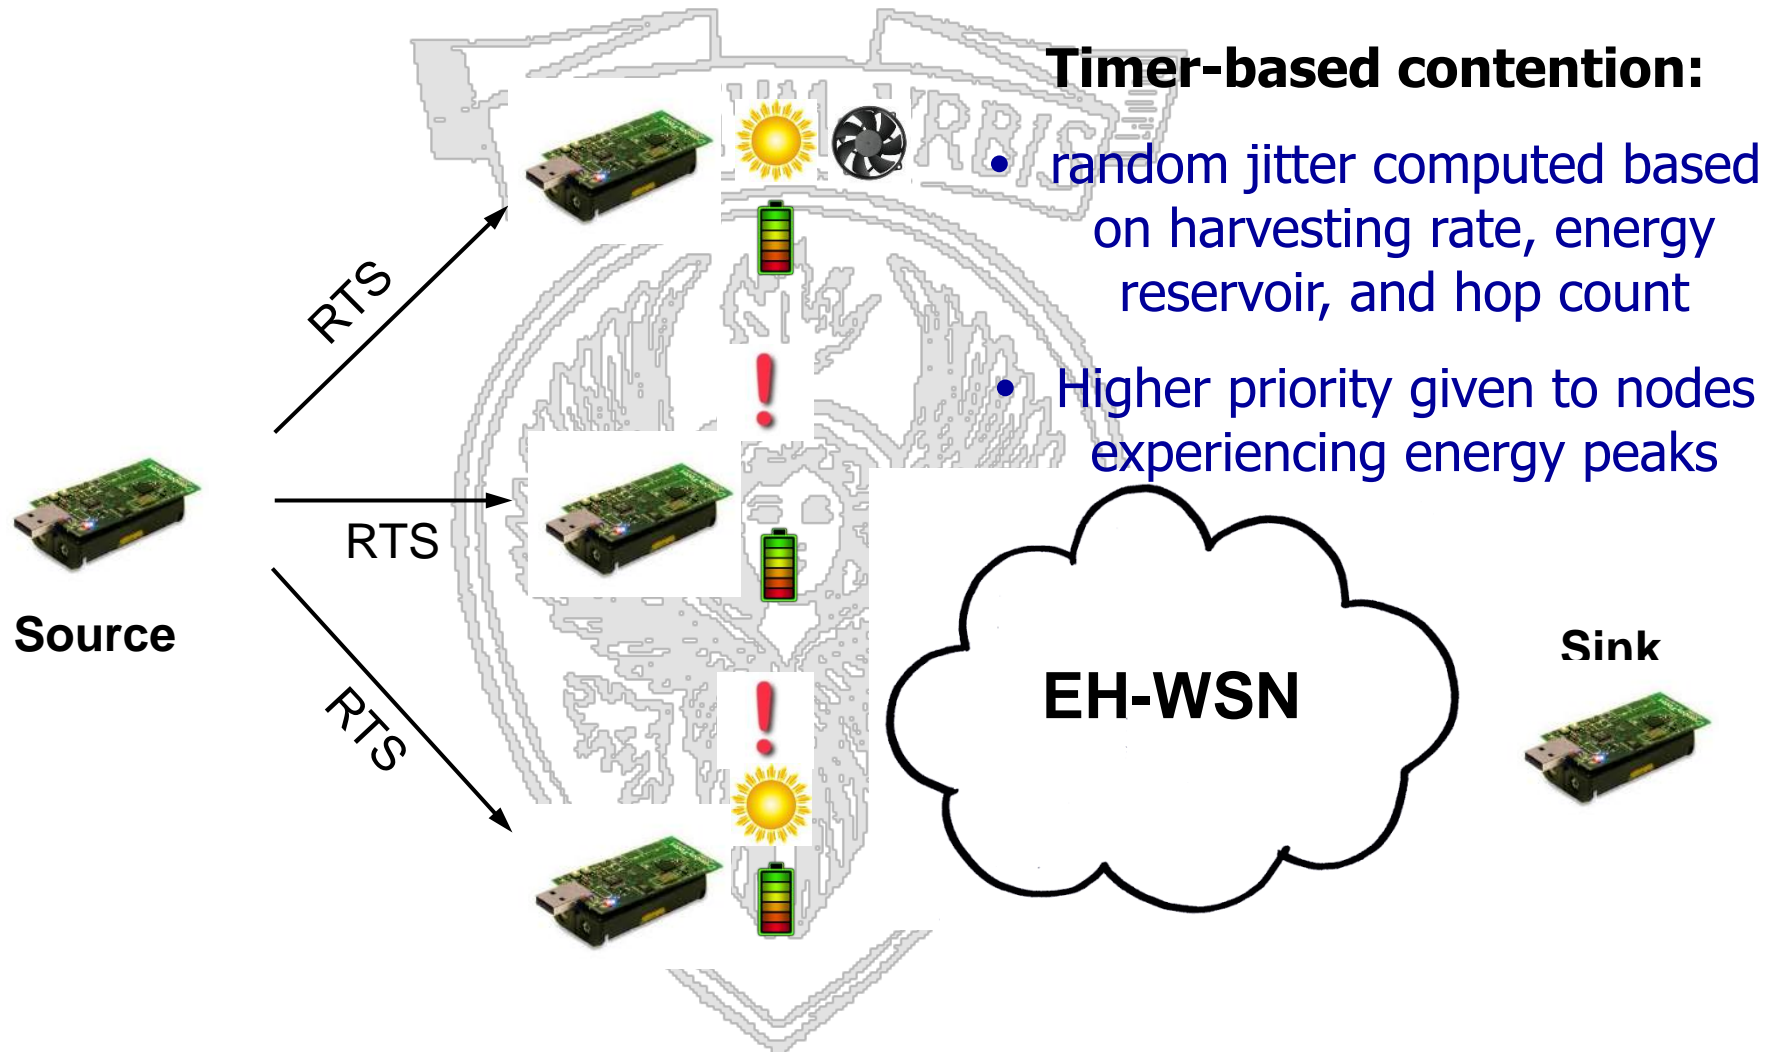 Timer-based contention:
• random jitter computed based
on harvesting rate, energy
reservoir, and hop count
• Higher priority given to nodes
experiencing energy peaks
RTS
RTS
RTS
Source
EH-WSN
Sink